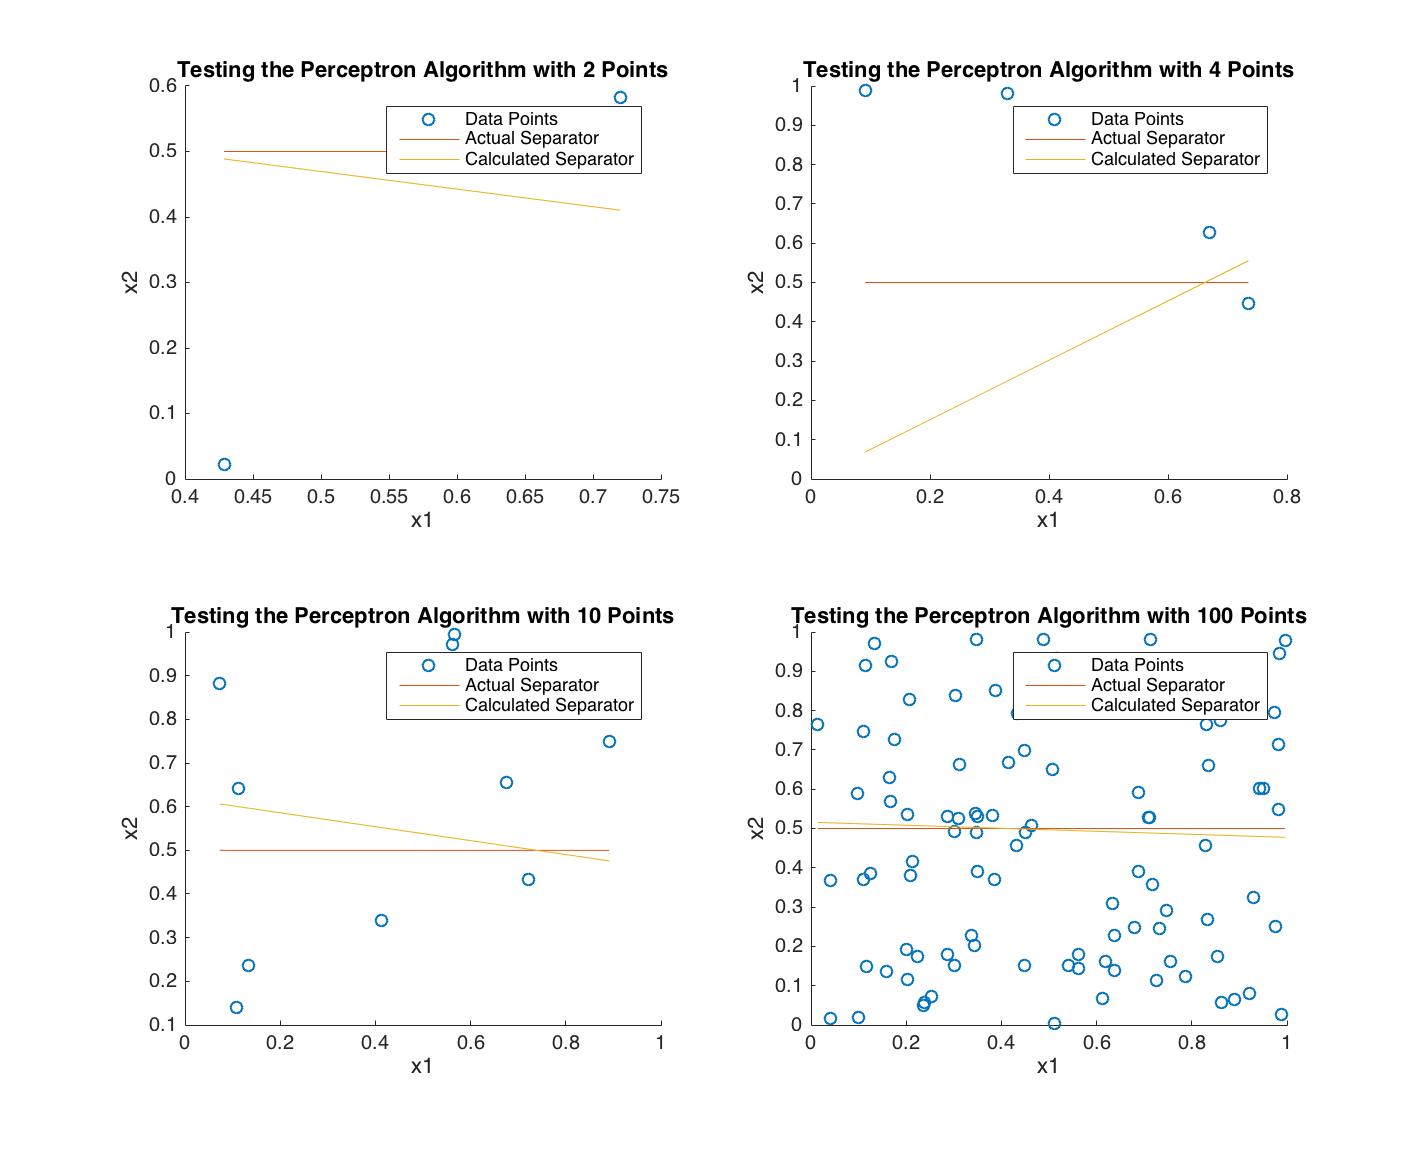 Testing the Perceptron Algorithm with 2 Points
0.6
0.5
0.4
0.3
0.2
0.1
0
x2
Data Points
Actual Separator
Calculated Separator
0.4 0.45 0.5 0.55 0.6 0.65 0.7 0.75
x1
Testing the Perceptron Algorithm with 4 Points
1
0.9
0.8
0.7
0.6
0.5
0.4
0.3
0.2
0.1
0
x2
Data Points
Actual Separator
Calculated Separator
0 0.2 0.4 0.6 0.8
x1
Testing the Perceptron Algorithm with 10 Points
1
0.9
0.8
0.7
0.6
0.5
0.4
0.3
0.2
0.1
x2
Data Points
Actual Separator
Calculated Separator
0 0.2 0.4 0.6 0.8 1
x1
Testing the Perceptron Algorithm with 100 Points
1
0.9
0.8
0.7
0.6
0.5
0.4
0.3
0.2
0.1
0
x2
Data Points
Actual Separator
Calculated Separator
0 0.2 0.4 0.6 0.8 1
x1